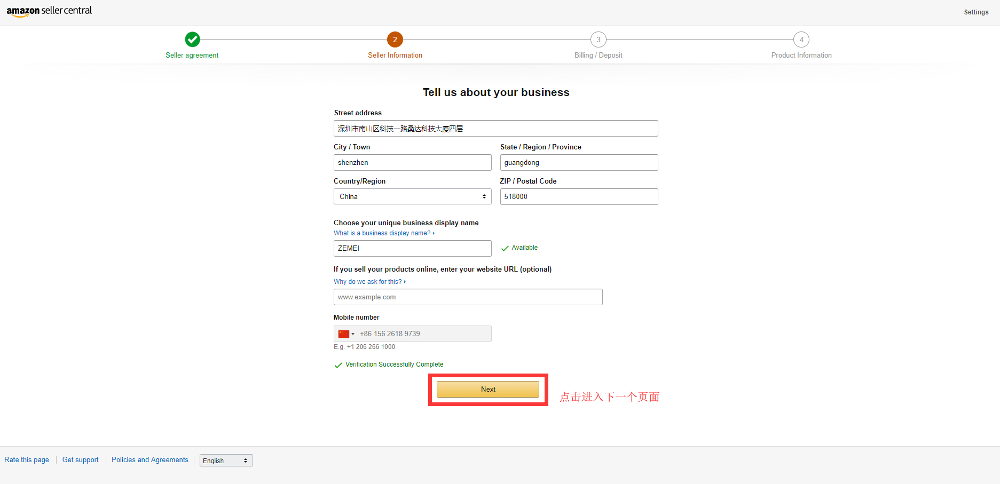 amazon seller central
Settings
2
3
4
Seller agreement
Seller Information
Billing / Deposit
Product Information
Tell us about your business
Street address
深圳市南山区科技一路桑达科技大厦四层
City / Town
State / Region / Province
shenzhen
guangdong
Country/Region
ZIP / Postal Code
China
518000
Choose your unique business display name
What is a business display name?
ZEMEI
Available
If you sell your products online, enter your website URL (optional)
Why do we ask for this?
www.example.com
Mobile number
+86 156 2618 9739
E.g. +1 206 266 1000
Verification Successfully Complete
Next
点击进入下一个页面
Rate this page
Get support
Policies and Agreements
English